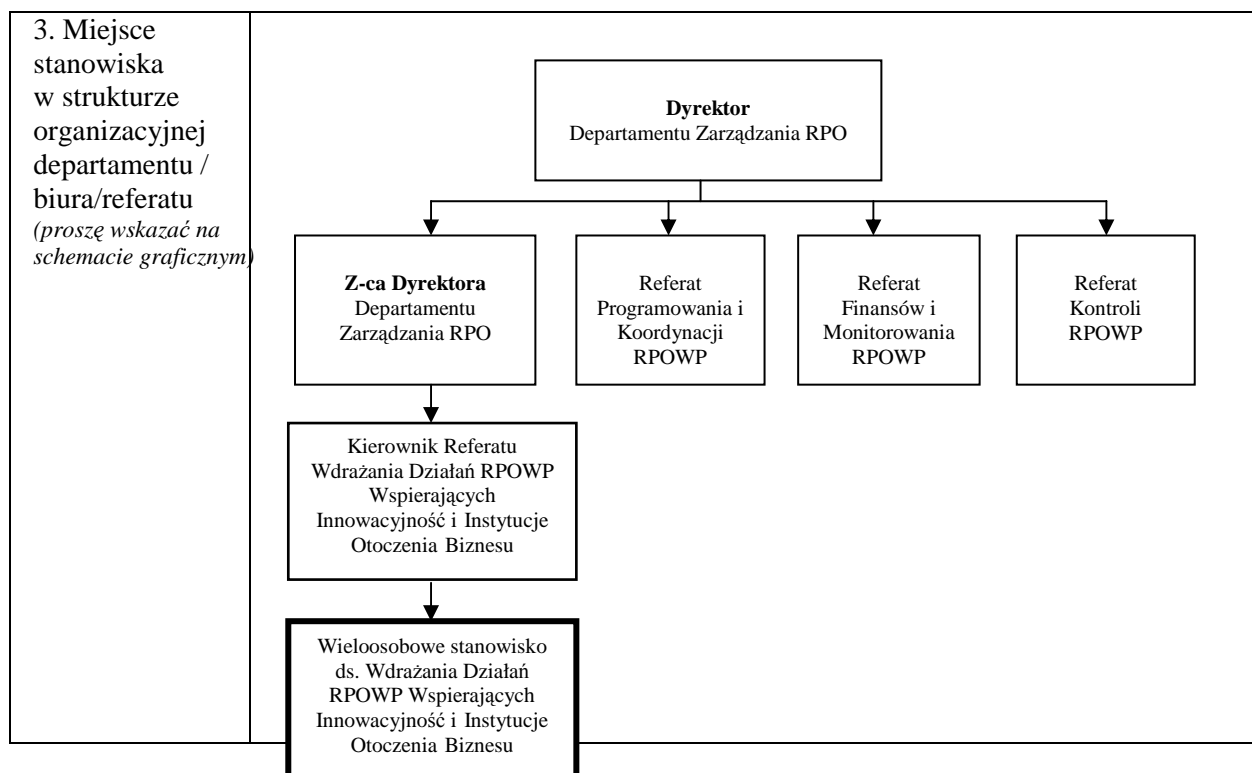 3. Miejsce
stanowiska
w strukturze
organizacyjnej
departamentu /
biura/referatu
(proszę wskazać na
schemacie graficznym)
Dyrektor
Departamentu Zarządzania RPO
Z-ca Dyrektora
Departamentu
Zarządzania RPO
Referat
Programowania i
Koordynacji
RPOWP
Referat
Finansów i
Monitorowania
RPOWP
Referat
Kontroli
RPOWP
Kierownik Referatu
Wdrażania Działań RPOWP
Wspierających
Innowacyjność i Instytucje
Otoczenia Biznesu
Wieloosobowe stanowisko
ds. Wdrażania Działań
RPOWP Wspierających
Innowacyjność i Instytucje
Otoczenia Biznesu